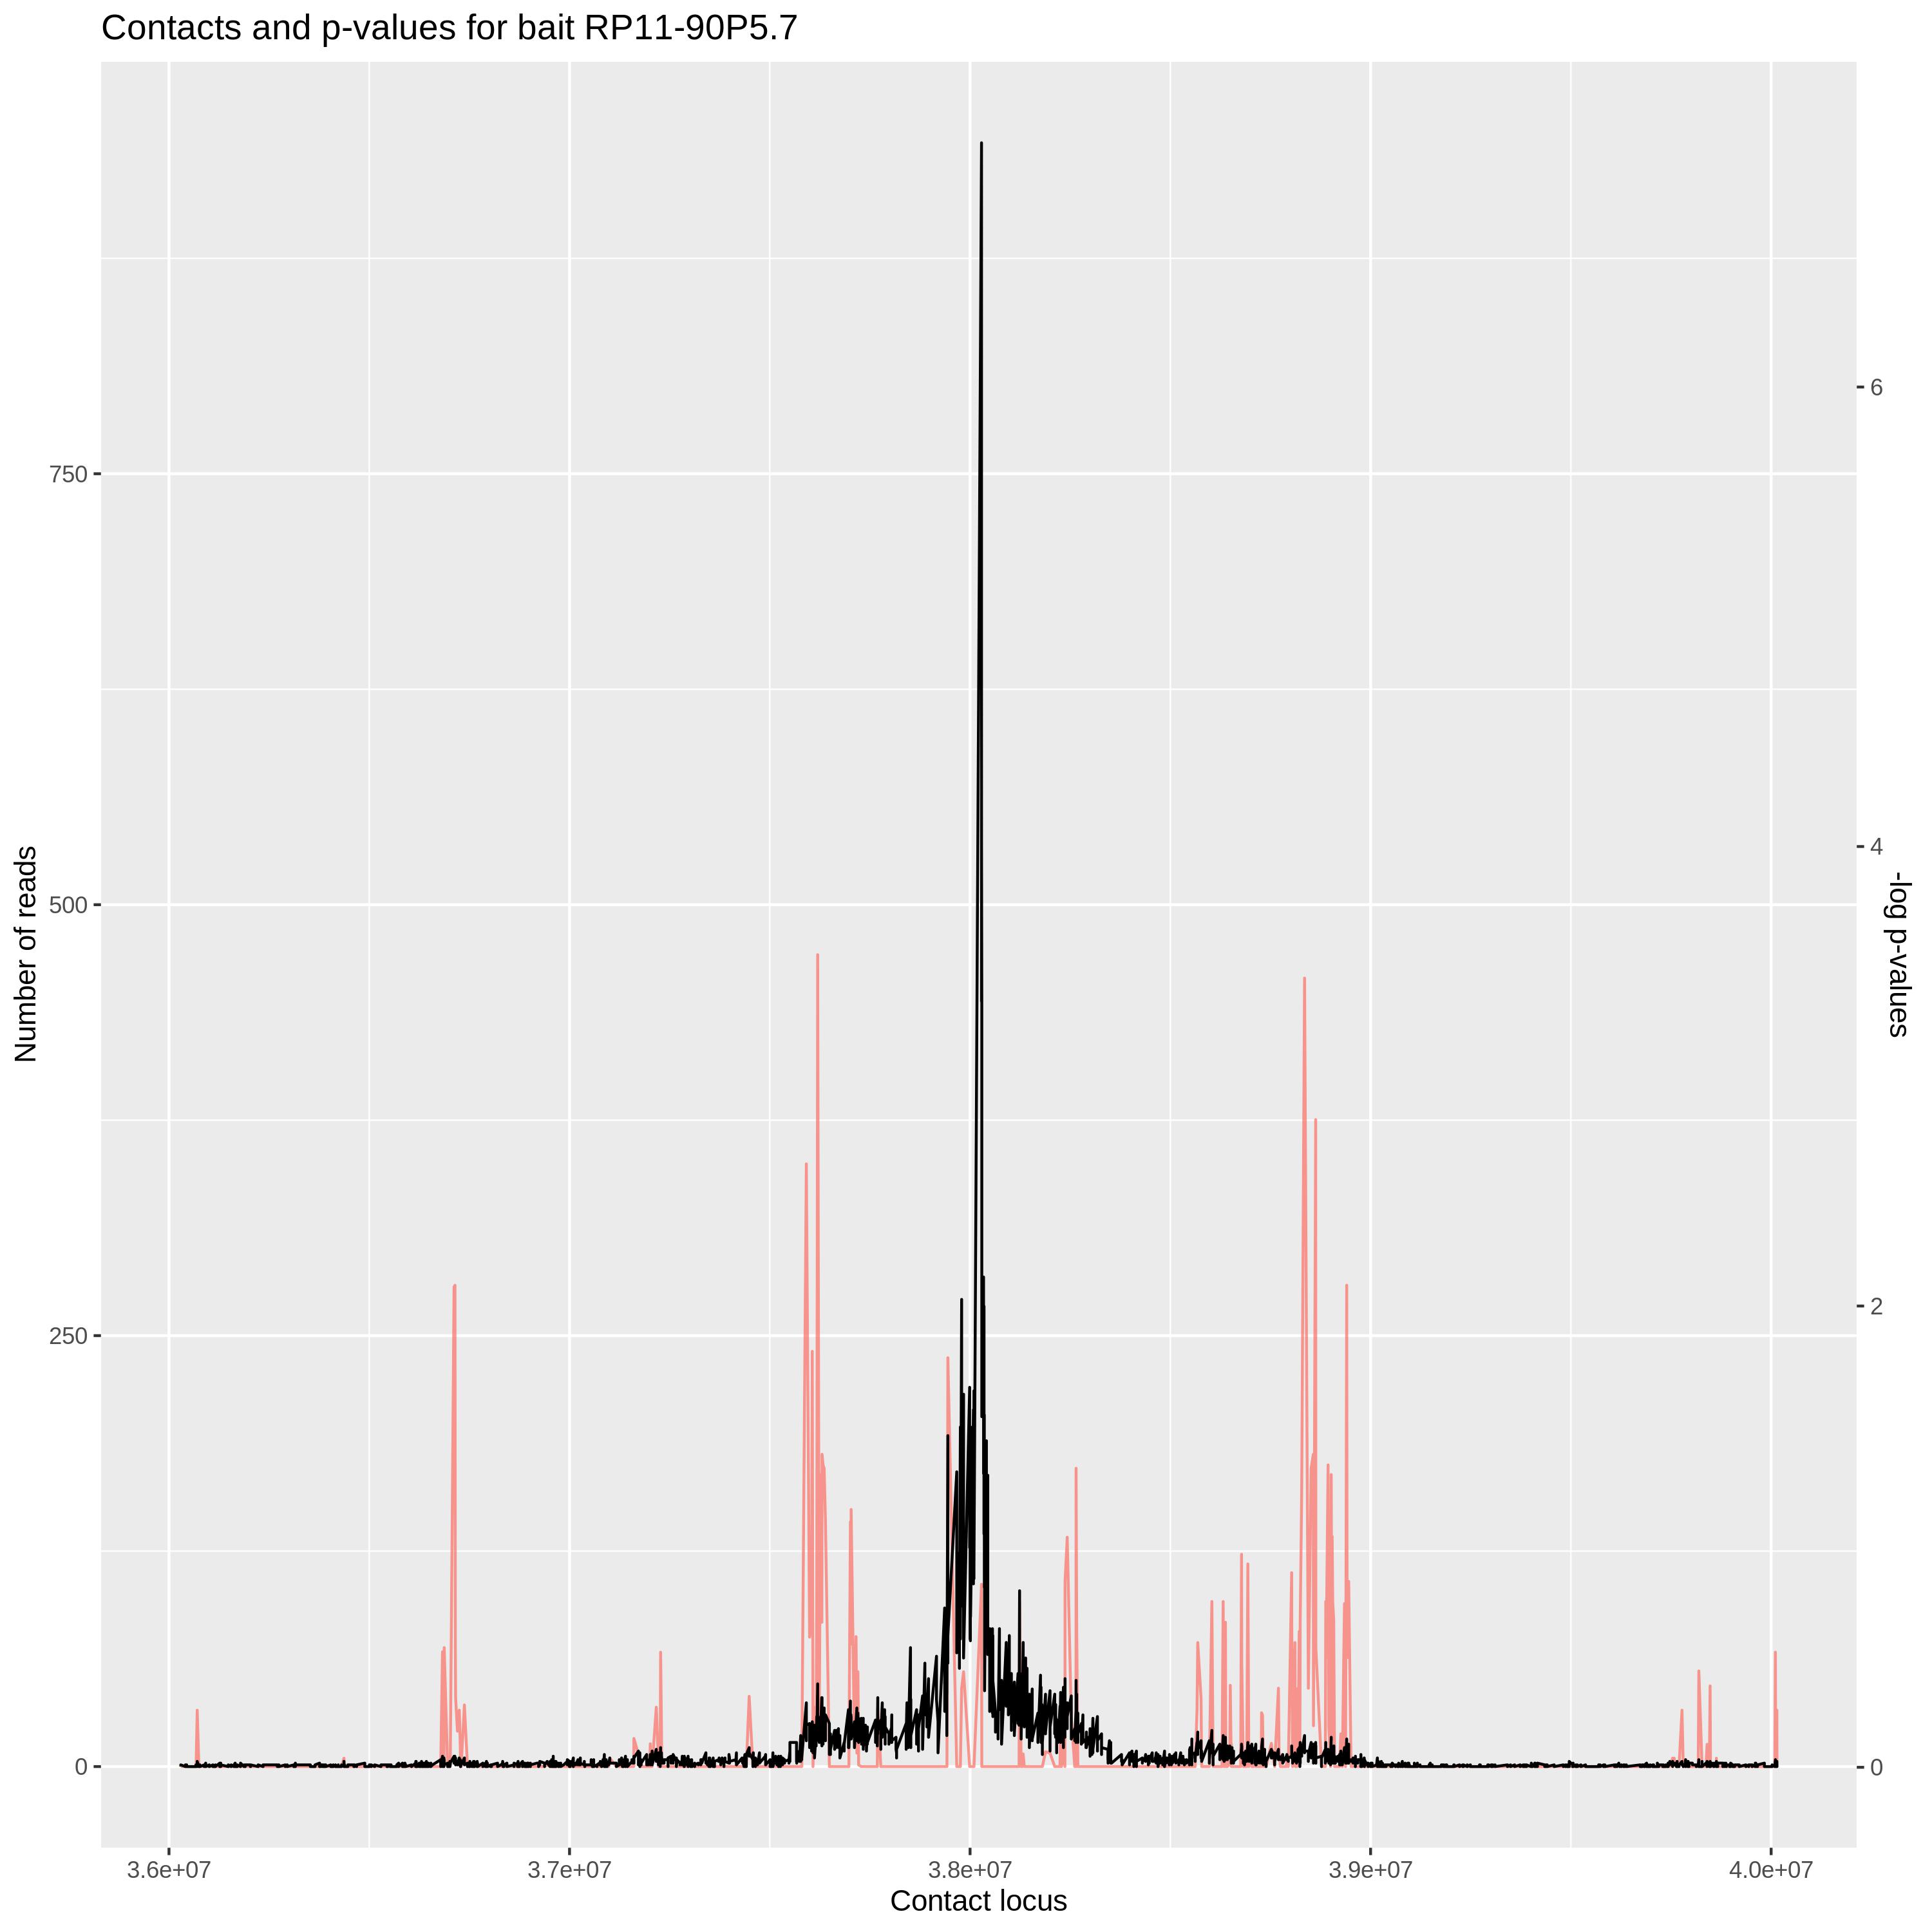 Contacts and p-values for bait RP11-90P5.7
Number of reads
750
500
250
0
6
4
2
0
-log p-values
3.6e+07
3.7e+07
3.8e+07
3.9e+07
4.0e+07
Contact locus